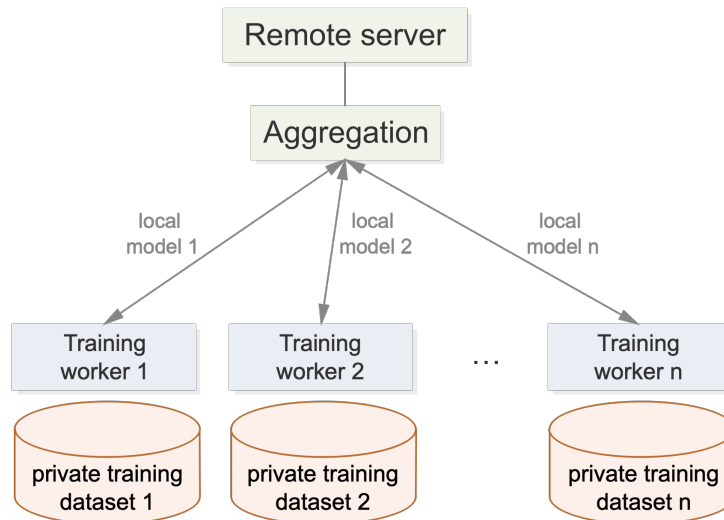 Remote server
Aggregation
local
model 1
local
model 2
local
model n
Training
worker 1
Training
worker 2
...
Training
worker n
private training
dataset 1
private training
dataset 2
private training
dataset n